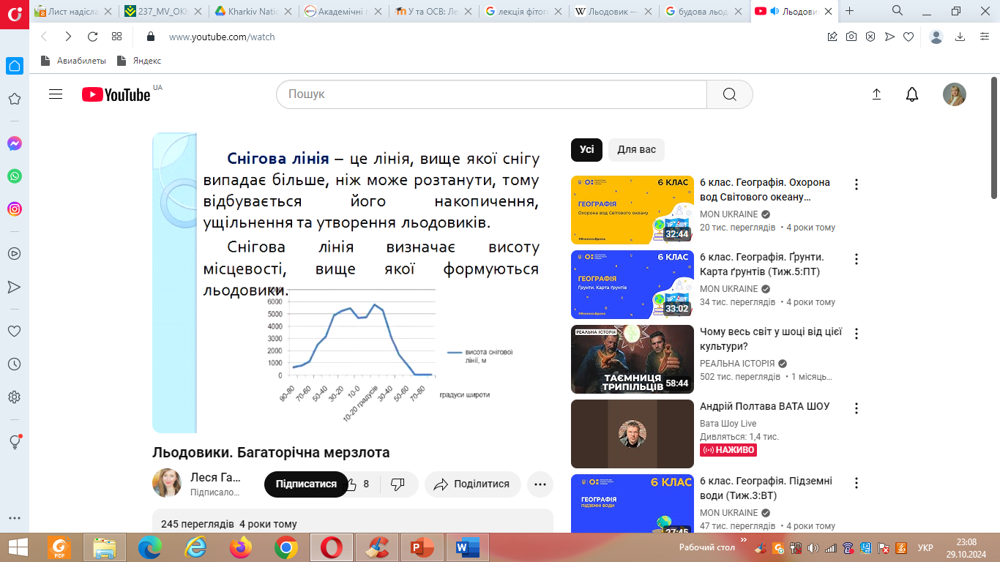 Лист надісла
237_MV_OKH
Kharkiv Nati
Академічні т
У та ОСВ: Ле
лекція фітог
Льодовик —
будова льод
Льодови
www.youtube.com/watch
Авиабилеты
Яндекс
YouTube UA
Пошук
Снігова лінія – це лінія, вище якої снігу
випадає більше, ніж може розтанути, тому
відбувається його накопичення,
ущільнення та утворення льодовиків.
Снігова лінія визначає висоту
місцевості, вище якої формуються
льодовики.
6000
5000
4000
3000
2000
1000
0
90-80
70-60
50-40
30-20
10-0
10-20 градусів
30-40
50-60
70-80
висота снігової
лінії, м
градуси широти
Льодовики. Багаторічна мерзлота
Леся Га...
Підписало...
Підписатися
8
Поділитися
245 переглядів 4 роки тому
Усі
Для вас
6 КЛАС
ГЕОГРАФІЯ
Охорона вод Світового океану
32:44
6 клас. Географія. Охорона
вод Світового океану...
MON UKRAINE
20 тис. переглядів • 4 роки тому
6 КЛАС
ГЕОГРАФІЯ
Ґрунти. Карта ґрунтів
33:02
6 клас. Географія. Ґрунти.
Карта ґрунтів (Тиж.5:ПТ)
MON UKRAINE
34 тис. переглядів • 4 роки тому
РЕАЛЬНА ІСТОРІЯ
ТАЄМНИЦЯ
ТРИПІЛЬЦІВ
58:44
Чому весь світ у шоці від цієї
культури?
РЕАЛЬНА ІСТОРІЯ
502 тис. переглядів • 1 місяць...
Андрій Полтава ВАТА ШОУ
Вата Шоу Live
Дивляться: 1,4 тис.
НАЖИВО
6 КЛАС
ГЕОГРАФІЯ
ПІДЗЕМНІ ВОДИ
27:45
6 клас. Географія. Підземні
води (Тиж.3:ВТ)
MON UKRAINE
47 тис. переглядів • 4 роки тому
PDF
Рабочий стол
УКР
23:08
29.10.2024